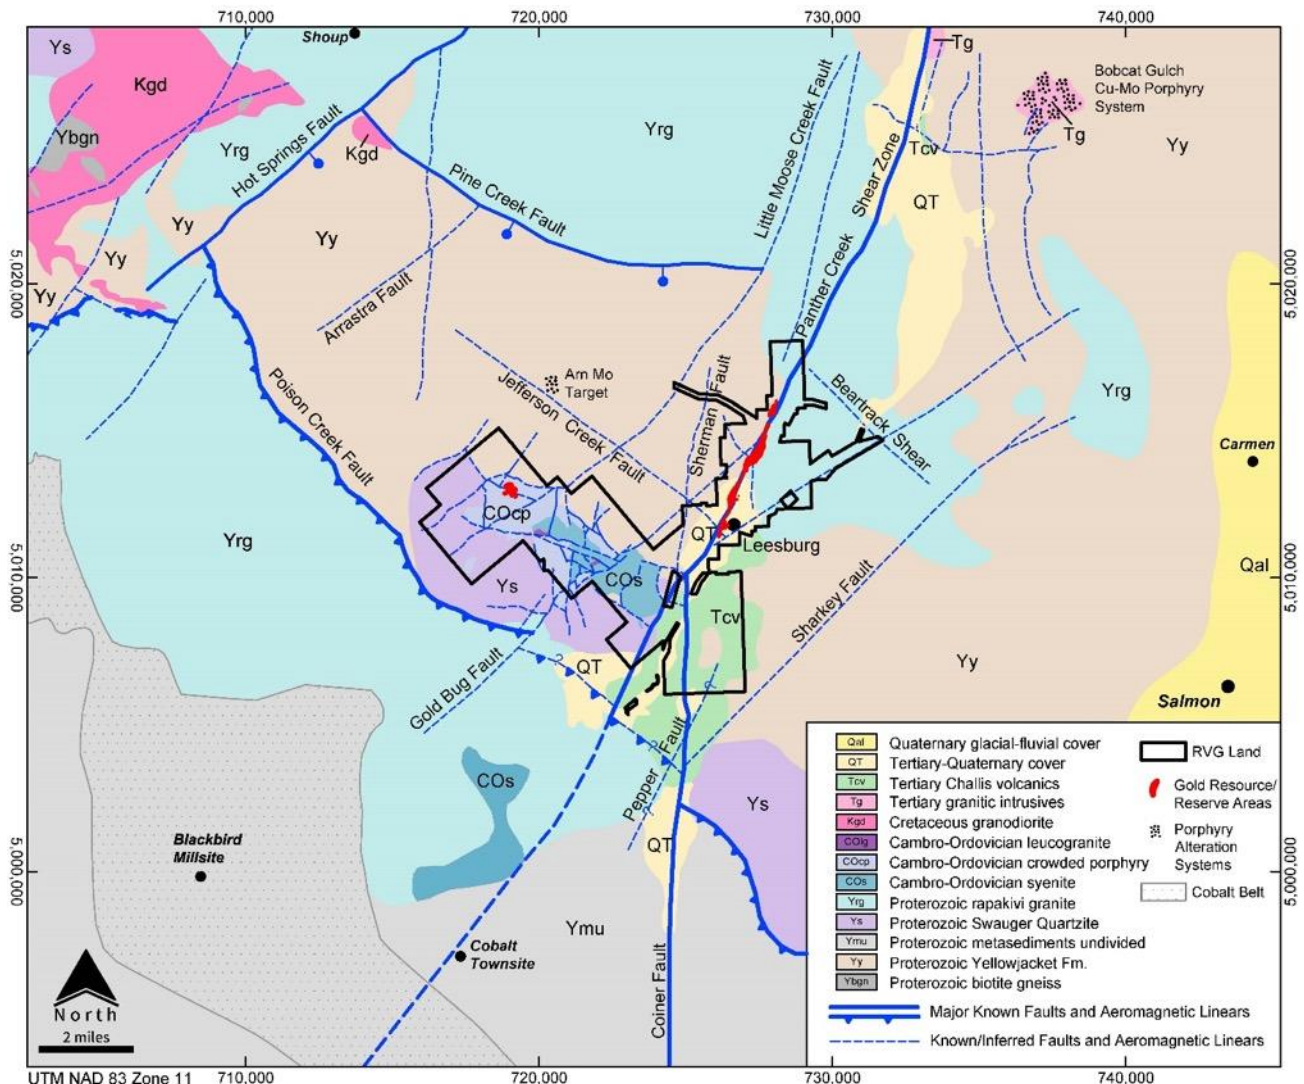 710,000
720,000
730,000
740,000
Shoup
Ys
Kgd
Ybgn
Yrg
Hot Springs Fault
Kgd
Yrg
Little Moose Creek Fault
Tg
Bobcat Gulch
Cu-Mo Porphyry
System
Tg
Yy
Tcv
QT
Panther Creek Shear Zone
Pine Creek Fault
Yy
Yy
Yy
Yy
5,020,000
5,020,000
Arrastra Fault
Poison Creek Fault
Arn Mo
Target
Jefferson Creek Fault
Sherman Fault
Beartrack Shear
Yrg
Carmen
COcp
QT
Leesburg
Yrg
5,010,000
5,010,000
Ys
COs
Tcv
Sharkey Fault
Qal
Yy
Salmon
Gold Bug Fault
QT
?
?
?
?
Pepper Fault
COs
Ys
QT
Blackbird
Millsite
5,000,000
5,000,000
Ymu
Cobalt
Townsite
Coiner Fault
North
2 miles
Qal Quaternary glacial-fluvial cover
QT Tertiary-Quaternary cover
Tcv Tertiary Challis volcanics
Tg Tertiary granitic intrusives
Kgd Cretaceous granodiorite
COlg Cambro-Ordovician leucogranite
COcp Cambro-Ordovician crowded porphyry
COs Cambro-Ordovician syenite
Yrg Proterozoic rapakivi granite
Ys Proterozoic Swauger Quartzite
Ymu Proterozoic metasediments undivided
Yy Proterozoic Yellowjacket Fm.
Ybgn Proterozoic biotite gneiss
RVG Land
Gold Resource/
Reserve Areas
Porphyry
Alteration
Systems
Cobalt Belt
Major Known Faults and Aeromagnetic Linears
Known/Inferred Faults and Aeromagnetic Linears
UTM NAD 83 Zone 11
710,000
720,000
730,000
740,000